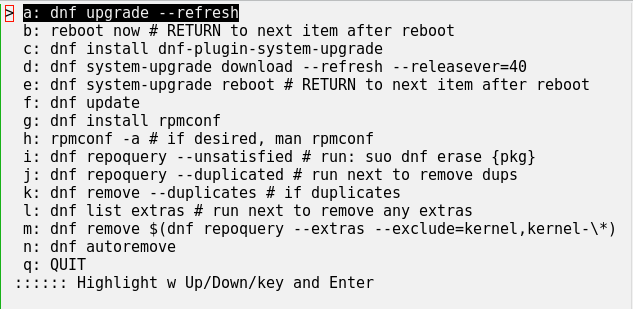 > a: dnf upgrade --refresh
b: reboot now # RETURN to next item after reboot
c: dnf install dnf-plugin-system-upgrade
d: dnf system-upgrade download --refresh --releasever=40
e: dnf system-upgrade reboot # RETURN to next item after reboot
f: dnf update
g: dnf install rpmconf
h: rpmconf -a # if desired, man rpmconf
i: dnf repoquery --unsatisfied # run: suo dnf erase {pkg}
j: dnf repoquery --duplicated # run next to remove dups
k: dnf remove --duplicates # if duplicates
l: dnf list extras # run next to remove any extras
m: dnf remove $(dnf repoquery --extras --exclude=kernel,kernel-\*)
n: dnf autoremove
q: QUIT
:::::: Highlight w Up/Down/key and Enter